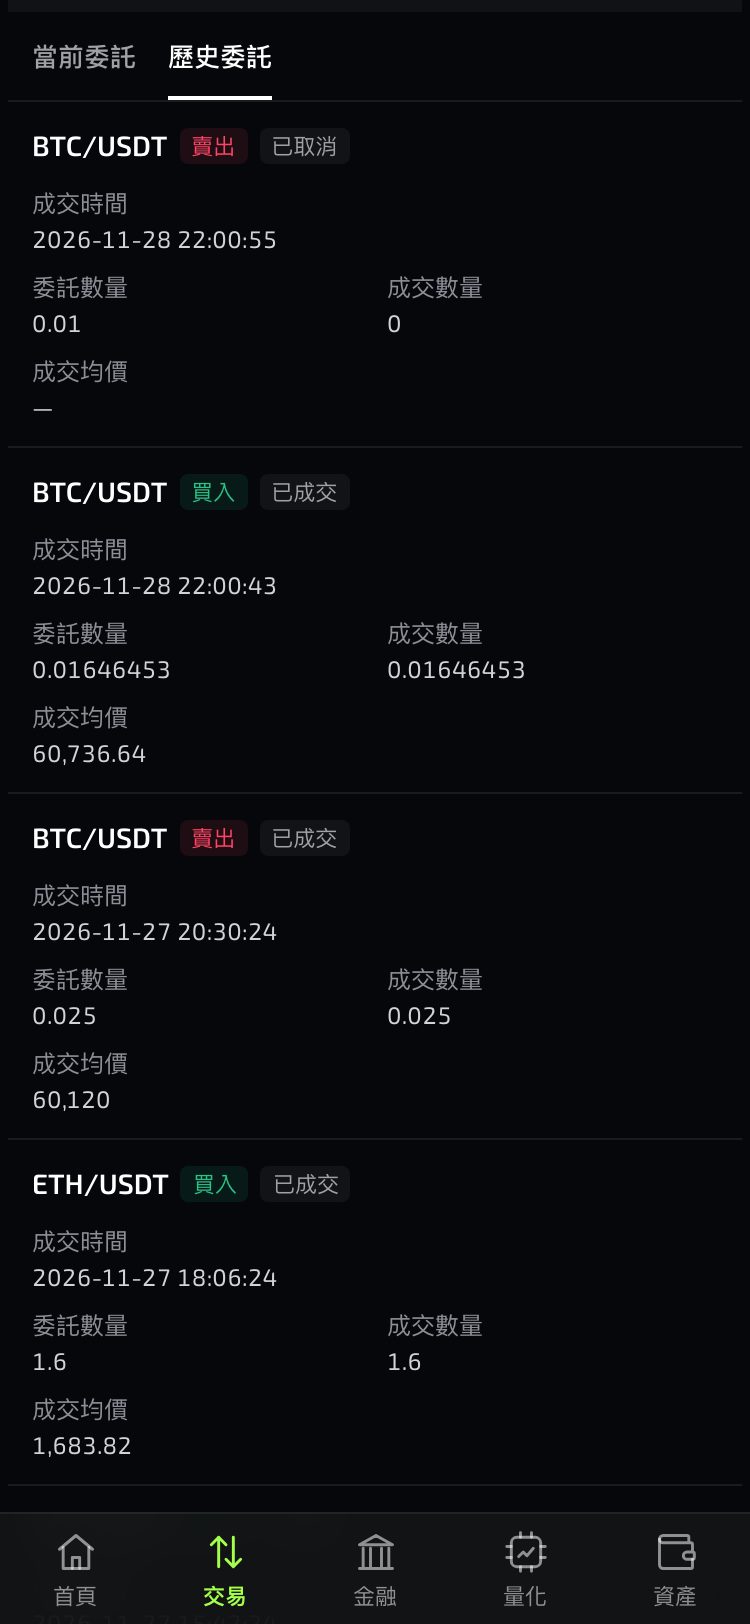 當前委託 歷史委託
BTC/USDT 賣出 已取消
成交時間
2026-11-28 22:00:55
委託數量 成交數量
0.01 0
成交均價
—
BTC/USDT 買入 已成交
成交時間
2026-11-28 22:00:43
委託數量 成交數量
0.01646453 0.01646453
成交均價
60,736.64
BTC/USDT 賣出 已成交
成交時間
2026-11-27 20:30:24
委託數量 成交數量
0.025 0.025
成交均價
60,120
ETH/USDT 買入 已成交
成交時間
2026-11-27 18:06:24
委託數量 成交數量
1.6 1.6
成交均價
1,683.82
首頁 交易 金融 量化 資產